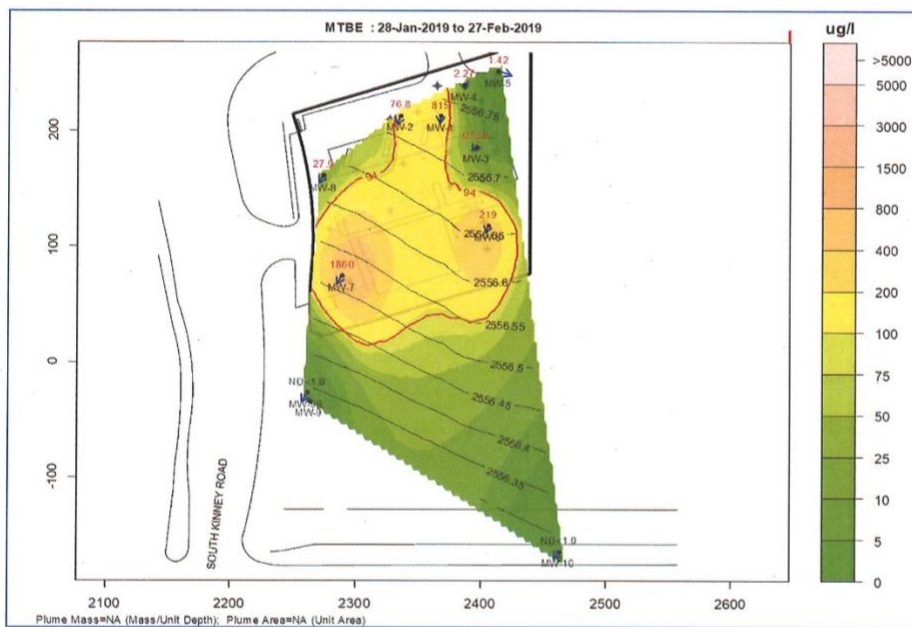 MTBE : 28-Jan-2019 to 27-Feb-2019
ug/l
>5000
5000
3000
1500
800
400
200
100
75
50
25
10
5
0
200
100
0
-100
1.42
MW-5
2.27
MW-4
2556.75
76.8
MW-2
815
MW-1
MW-3
2556.7
27.9
MW-8
94
94
219
2556.65
1860
MW-7
2556.6
2556.55
2556.5
ND<1.0
MW-9
2556.45
2556.4
2556.35
ND<1.0
MW-10
SOUTH KINNEY ROAD
2100
2200
2300
2400
2500
2600
Plume Mass=NA (Mass/Unit Depth); Plume Area=NA (Unit Area)